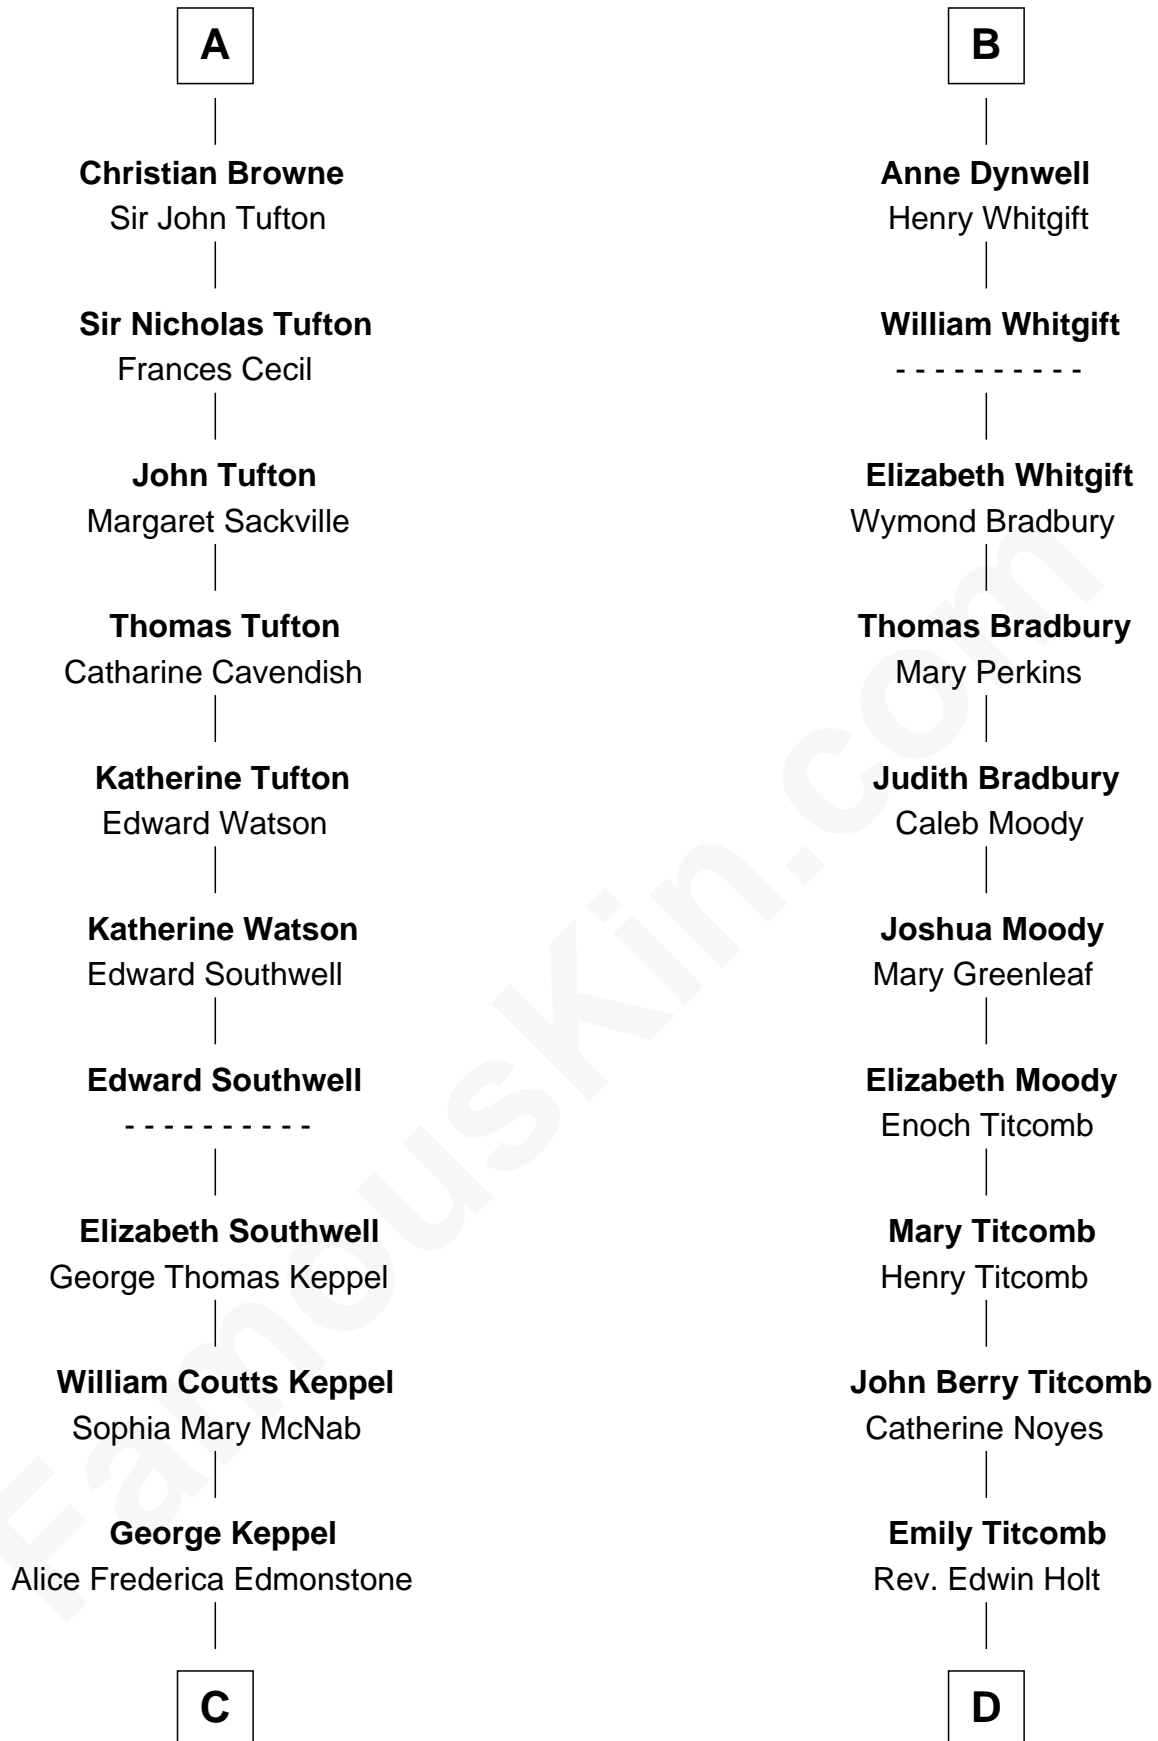 A
Christian Browne
Sir John Tufton
Sir Nicholas Tufton
Frances Cecil
John Tufton
Margaret Sackville
Thomas Tufton
Catharine Cavendish
Katherine Tufton
Edward Watson
Katherine Watson
Edward Southwell
Edward Southwell
- - - - - - - - - -
Elizabeth Southwell
George Thomas Keppel
William Coutts Keppel
Sophia Mary McNab
George Keppel
Alice Frederica Edmonstone
C
B
Anne Dynwell
Henry Whitgift
William Whitgift
- - - - - - - - - -
Elizabeth Whitgift
Wymond Bradbury
Thomas Bradbury
Mary Perkins
Judith Bradbury
Caleb Moody
Joshua Moody
Mary Greenleaf
Elizabeth Moody
Enoch Titcomb
Mary Titcomb
Henry Titcomb
John Berry Titcomb
Catherine Noyes
Emily Titcomb
Rev. Edwin Holt
D
FamousKin.com